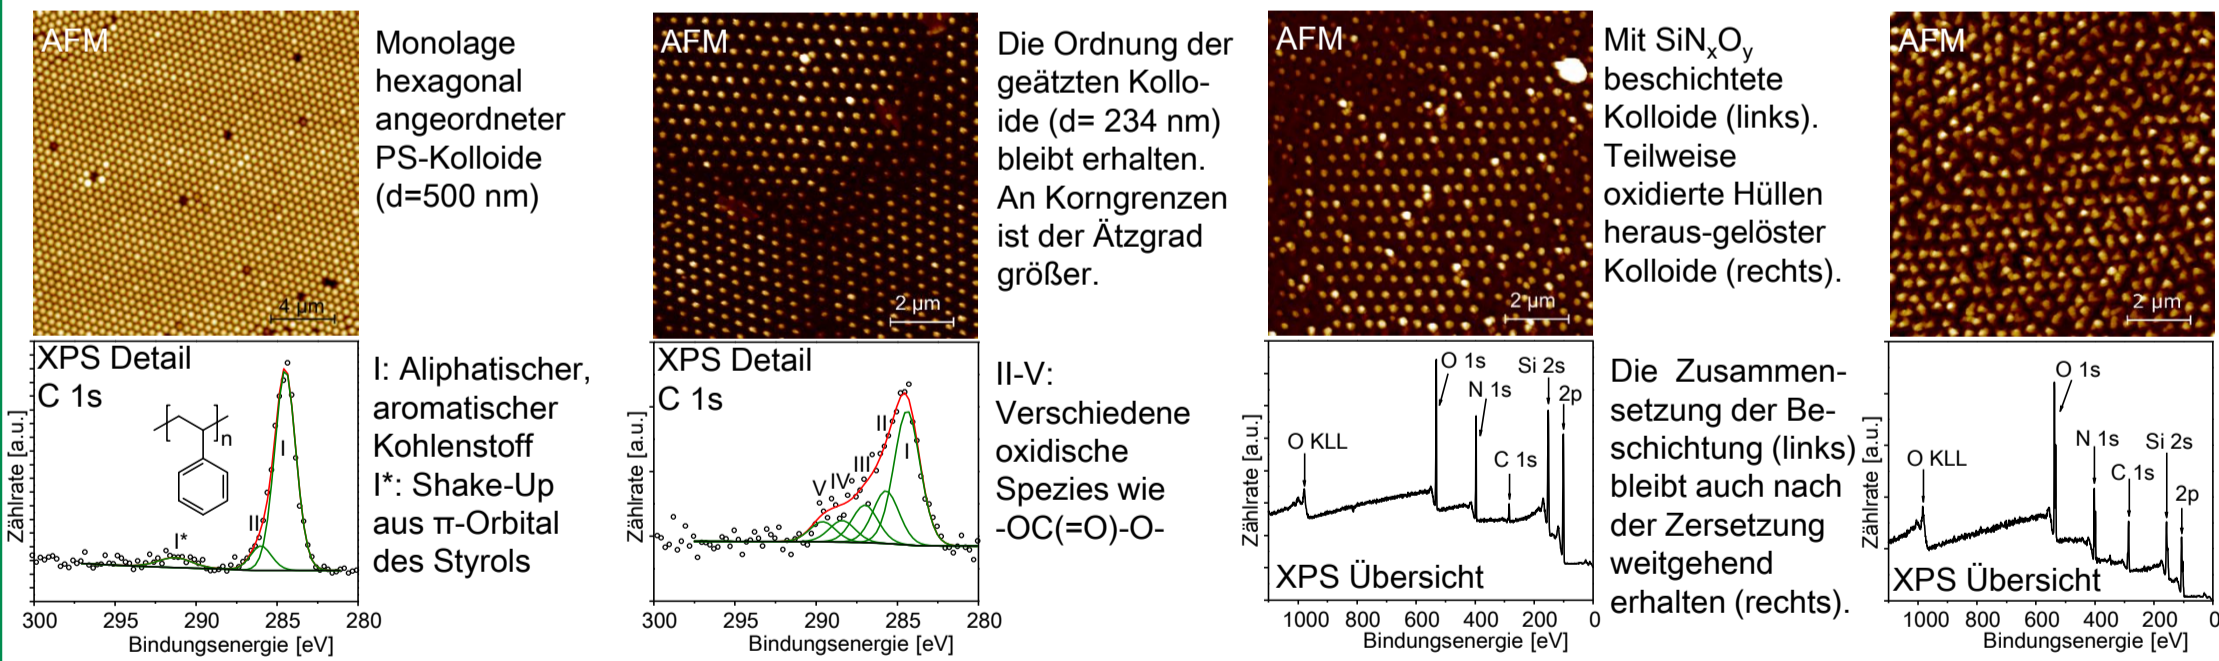 AFM
4 µm
Monolage
hexagonal
angeordneter
PS-Kolloide
(d=500 nm)
AFM
2 µm
Die Ordnung der
geätzten Kollo-
ide (d= 234 nm)
bleibt erhalten.
An Korngrenzen
ist der Ätzgrad
größer.
AFM
2 µm
Mit SiNxOy
beschichtete
Kolloide (links).
Teilweise
oxidierte Hüllen
heraus-gelöster
Kolloide (rechts).
AFM
2 µm
XPS Detail
C 1s
n
I
II
I*
Zählrate [a.u.]
300 295 290 285 280
Bindungsenergie [eV]
I: Aliphatischer,
aromatischer
Kohlenstoff
I*: Shake-Up
aus π-Orbital
des Styrols
XPS Detail
C 1s
II
I
III
IV
V
Zählrate [a.u.]
300 295 290 285 280
Bindungsenergie [eV]
II-V:
Verschiedene
oxidische
Spezies wie
-OC(=O)-O-
O KLL
O 1s
N 1s
C 1s
Si 2s
2p
XPS Übersicht
Zählrate [a.u.]
1000 800 600 400 200 0
Bindungsenergie [eV]
Die Zusammen-
setzung der Be-
schichtung (links)
bleibt auch nach
der Zersetzung
weitgehend
erhalten (rechts).
O KLL
O 1s
N 1s
C 1s
Si 2s
2p
XPS Übersicht
Zählrate [a.u.]
1000 800 600 400 200 0
Bindungsenergie [eV]